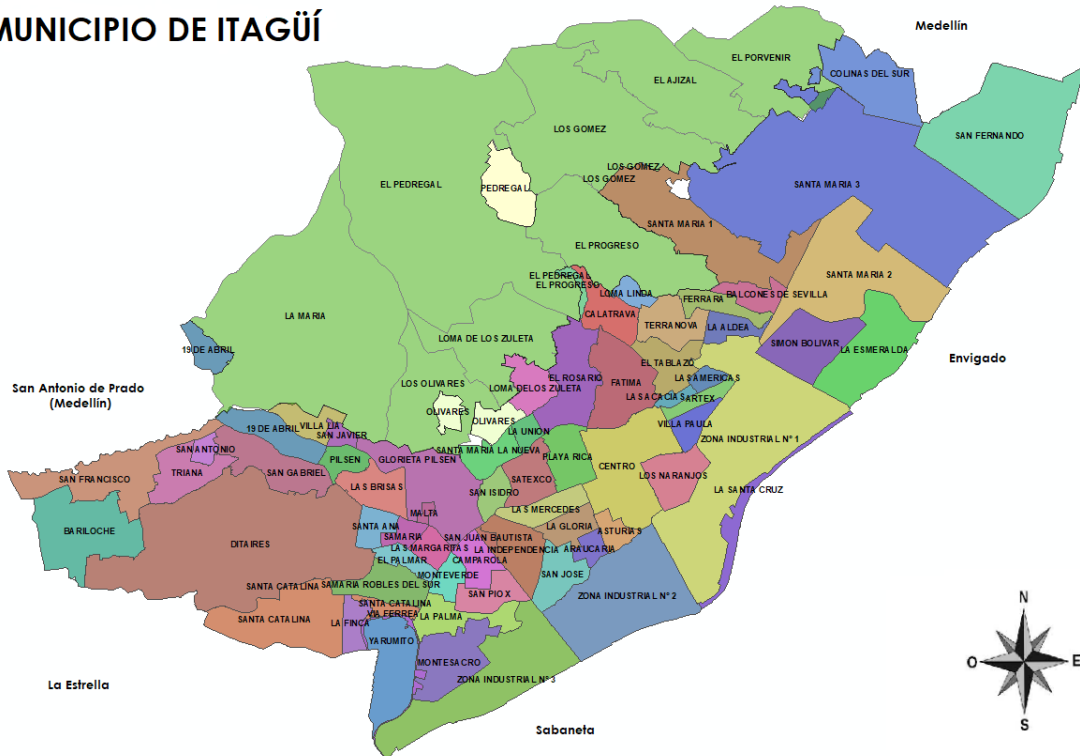 MUNICIPIO DE ITAGÜÍ
Medellín
EL PORVENIR
COLINAS DEL SUR
EL AJIZAL
LOS GOMEZ
SAN FERNANDO
LOS GOMEZ
LOS GOMEZ
EL PEDREGAL
PEDREGAL
SANTA MARIA 3
SANTA MARIA 1
EL PROGRESO
SANTA MARIA 2
EL PEDREGAL
EL PROGRESO
LOMA LINDA
BALCONES DE SEVILLA
FERRARA
CALATRAVA
LA MARIA
TERRANOVA
LA ALDEA
LOMA DE LOS ZULETA
SIMON BOLIVAR
LA ESMERALDA
19 DE ABRIL
Envigado
EL TABLAZO
San Antonio de Prado
(Medellín)
LOS OLIVARES
LOMA DE LOS ZULETA
EL ROSARIO
FATIMA
LAS AMERICAS
LAS ACACIAS
ARTEX
OLIVARES
OLIVARES
19 DE ABRIL
VILLA LIA
SAN JAVIER
LA UNION
VILLA PAULA
ZONA INDUSTRIAL N° 1
SAN ANTONIO
SANTA MARIA LA NUEVA
PILSEN
GLORIETA PILSEN
PLAYA RICA
CENTRO
TRIANA
SAN GABRIEL
SAN FRANCISCO
LOS NARANJOS
SATEXCO
LAS BRISAS
SAN ISIDRO
LA SANTA CRUZ
LAS MERCEDES
MALTA
BARILOCHE
SANTA ANA
LA GLORIA
ASTURIAS
SAMARIA
SAN JUAN BAUTISTA
DITAIRES
LAS MARGARITAS
LA INDEPENDENCIA
ARAUCARIA
EL PALMAR
CAMPAROLA
MONTEVERDE
SAN JOSE
SANTA CATALINA
SAMARIA ROBLES DEL SUR
SAN PIO X
ZONA INDUSTRIAL N° 2
SANTA CATALINA
VIA FERREA
LA PALMA
SANTA CATALINA
LA FINCA
YARUMITO
MONTESACRO
ZONA INDUSTRIAL N° 3
La Estrella
Sabaneta
N
O
E
S